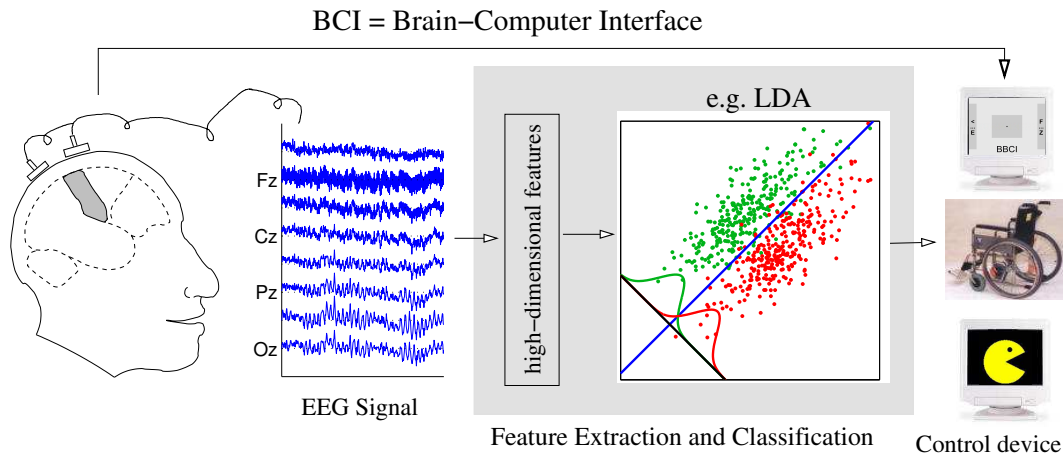 BCI = Brain–Computer Interface
Fz
Cz
Pz
Oz
EEG Signal
high–dimensional features
e.g. LDA
Feature Extraction and Classification
BBCI
Control device